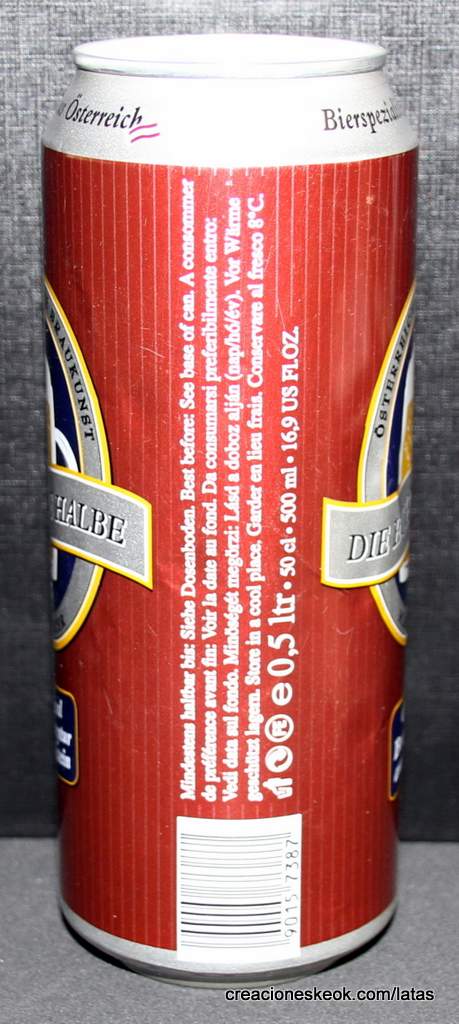 Österreich
Bierspezia
BRAUKUNST
HALBE
ÖSTERREI
DIE
Mindestens haltbar bis: Siehe Dosenboden. Best before: See base of can. A consommer
de préférence avant fin: Voir la date au fond. Da consumarsi preferibilmente entro:
Vedi data sul fondo. Minőségét megőrzi: Lásd a doboz alján (nap/hó/év). Vor Wärme
geschützt lagern. Store in a cool place. Garder en lieu frais. Conservare al fresco 8°C.
e 0,5 ltr • 50 cl • 500 ml • 16,9 US FL.OZ.
9015 7387
creacioneskeok.com/latas